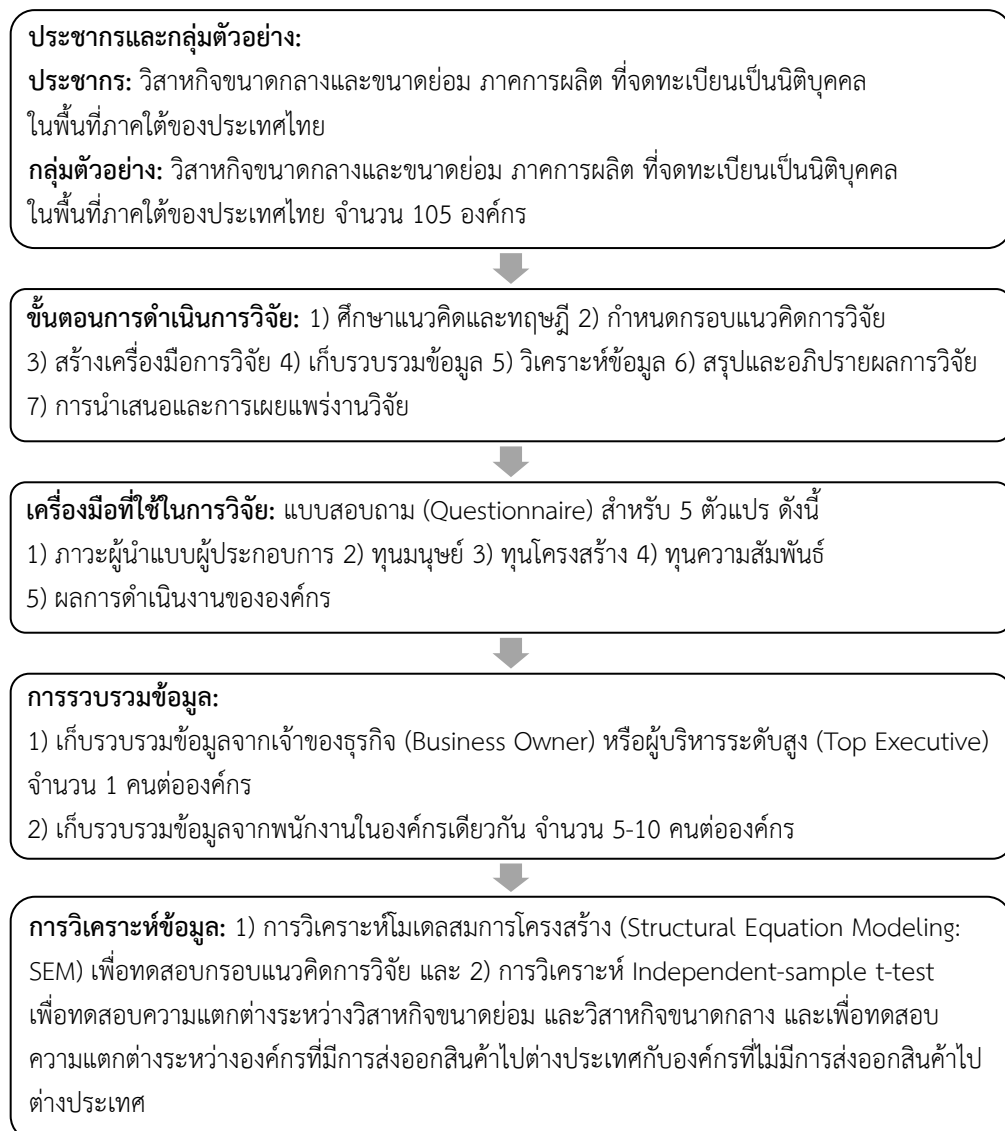 ประชากรและกลุ่มตัวอย่าง:
ประชากร: วิสาหกิจขนาดกลางและขนาดย่อม ภาคการผลิต ที่จดทะเบียนเป็นนิติบุคคล
ในพื้นที่ภาคใต้ของประเทศไทย
กลุ่มตัวอย่าง: วิสาหกิจขนาดกลางและขนาดย่อม ภาคการผลิต ที่จดทะเบียนเป็นนิติบุคคล
ในพื้นที่ภาคใต้ของประเทศไทย จำนวน 105 องค์กร
ขั้นตอนการดำเนินการวิจัย: 1) ศึกษาแนวคิดและทฤษฎี 2) กำหนดกรอบแนวคิดการวิจัย
3) สร้างเครื่องมือการวิจัย 4) เก็บรวบรวมข้อมูล 5) วิเคราะห์ข้อมูล 6) สรุปและอภิปรายผลการวิจัย
7) การนำเสนอและการเผยแพร่งานวิจัย
เครื่องมือที่ใช้ในการวิจัย: แบบสอบถาม (Questionnaire) สำหรับ 5 ตัวแปร ดังนี้
1) ภาวะผู้นำแบบผู้ประกอบการ 2) ทุนมนุษย์ 3) ทุนโครงสร้าง 4) ทุนความสัมพันธ์
5) ผลการดำเนินงานขององค์กร
การรวบรวมข้อมูล:
1) เก็บรวบรวมข้อมูลจากเจ้าของธุรกิจ (Business Owner) หรือผู้บริหารระดับสูง (Top Executive)
จำนวน 1 คนต่อองค์กร
2) เก็บรวบรวมข้อมูลจากพนักงานในองค์กรเดียวกัน จำนวน 5-10 คนต่อองค์กร
การวิเคราะห์ข้อมูล: 1) การวิเคราะห์โมเดลสมการโครงสร้าง (Structural Equation Modeling:
SEM) เพื่อทดสอบกรอบแนวคิดการวิจัย และ 2) การวิเคราะห์ Independent-sample t-test
เพื่อทดสอบความแตกต่างระหว่างวิสาหกิจขนาดย่อม และวิสาหกิจขนาดกลาง และเพื่อทดสอบ
ความแตกต่างระหว่างองค์กรที่มีการส่งออกสินค้าไปต่างประเทศกับองค์กรที่ไม่มีการส่งออกสินค้าไป
ต่างประเทศ